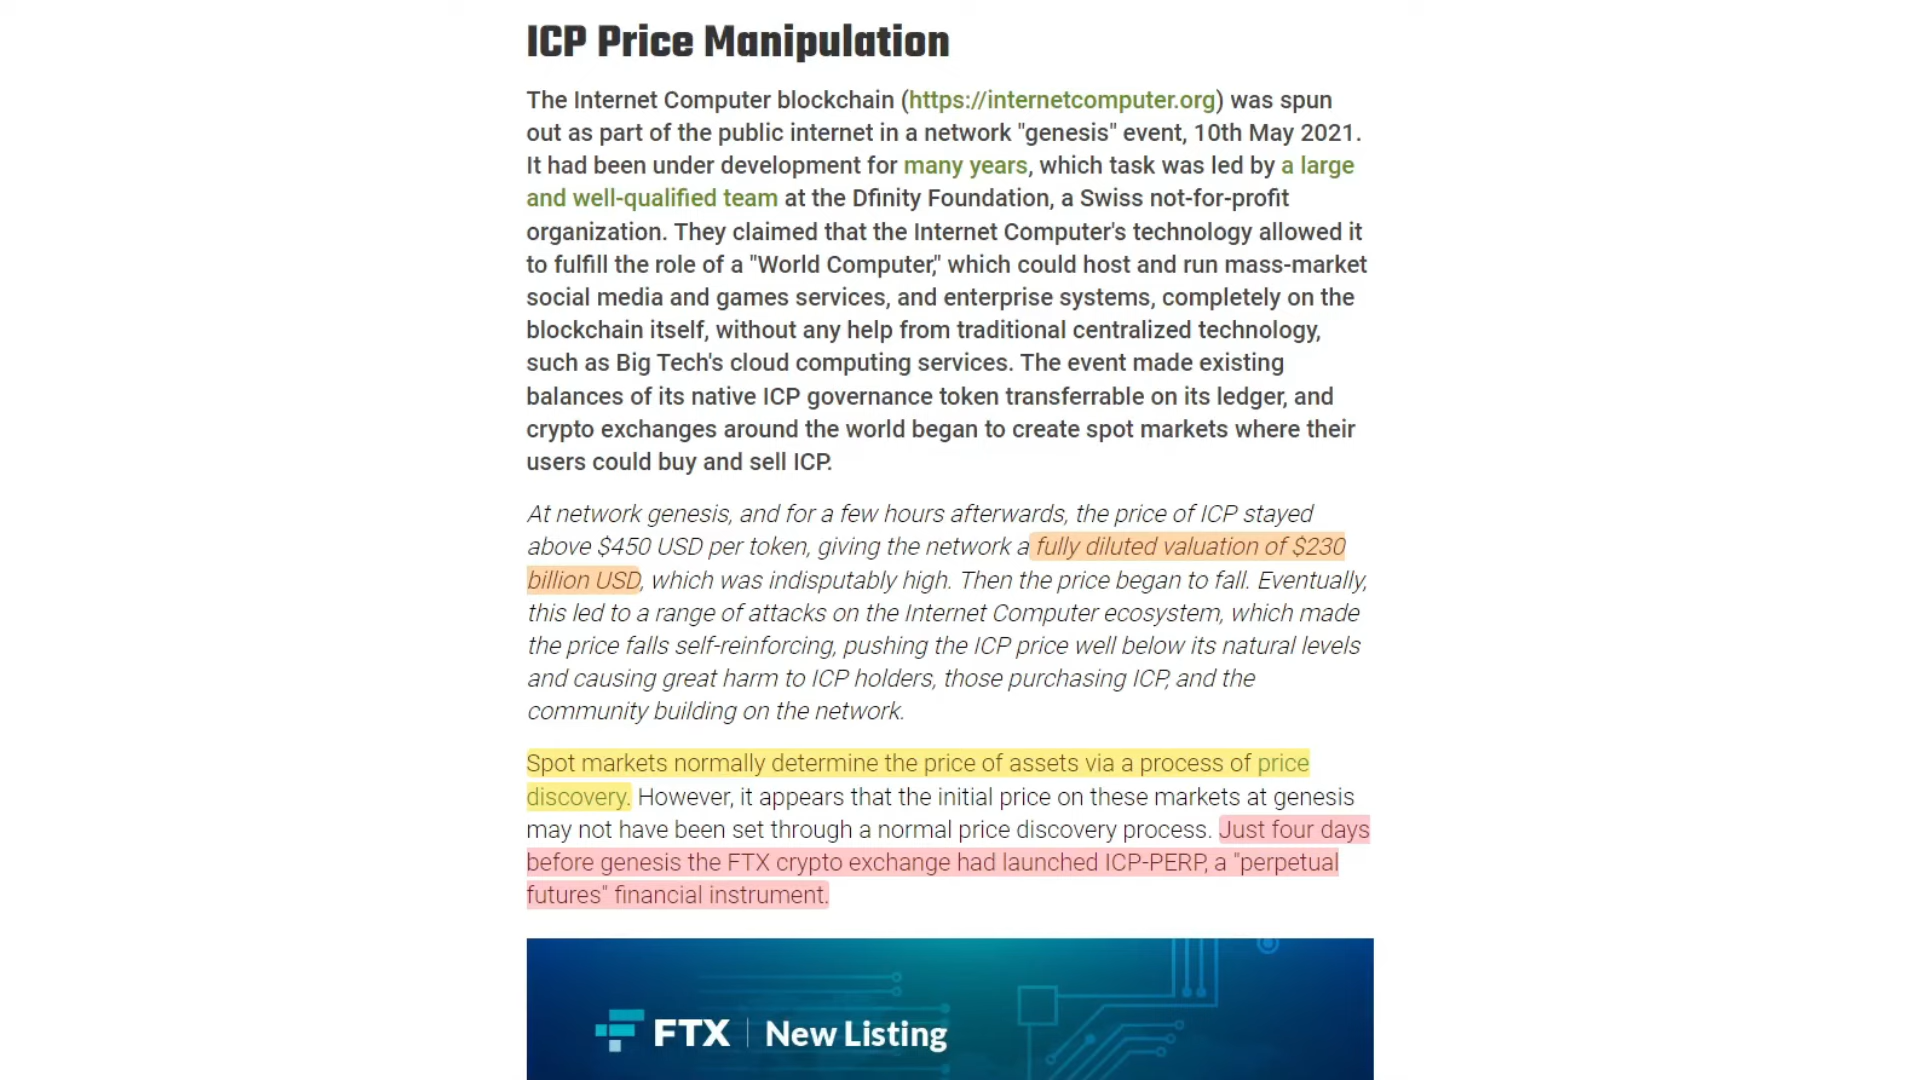 ICP Price Manipulation
The Internet Computer blockchain (https://internetcomputer.org) was spun
out as part of the public internet in a network "genesis" event, 10th May 2021.
It had been under development for many years, which task was led by a large
and well-qualified team at the Dfinity Foundation, a Swiss not-for-profit
organization. They claimed that the Internet Computer's technology allowed it
to fulfill the role of a "World Computer," which could host and run mass-market
social media and games services, and enterprise systems, completely on the
blockchain itself, without any help from traditional centralized technology,
such as Big Tech's cloud computing services. The event made existing
balances of its native ICP governance token transferrable on its ledger, and
crypto exchanges around the world began to create spot markets where their
users could buy and sell ICP.
At network genesis, and for a few hours afterwards, the price of ICP stayed
above $450 USD per token, giving the network a fully diluted valuation of $230
billion USD, which was indisputably high. Then the price began to fall. Eventually,
this led to a range of attacks on the Internet Computer ecosystem, which made
the price falls self-reinforcing, pushing the ICP price well below its natural levels
and causing great harm to ICP holders, those purchasing ICP, and the
community building on the network.
Spot markets normally determine the price of assets via a process of price
discovery. However, it appears that the initial price on these markets at genesis
may not have been set through a normal price discovery process. Just four days
before genesis the FTX crypto exchange had launched ICP-PERP, a "perpetual
futures" financial instrument.
FTX | New Listing